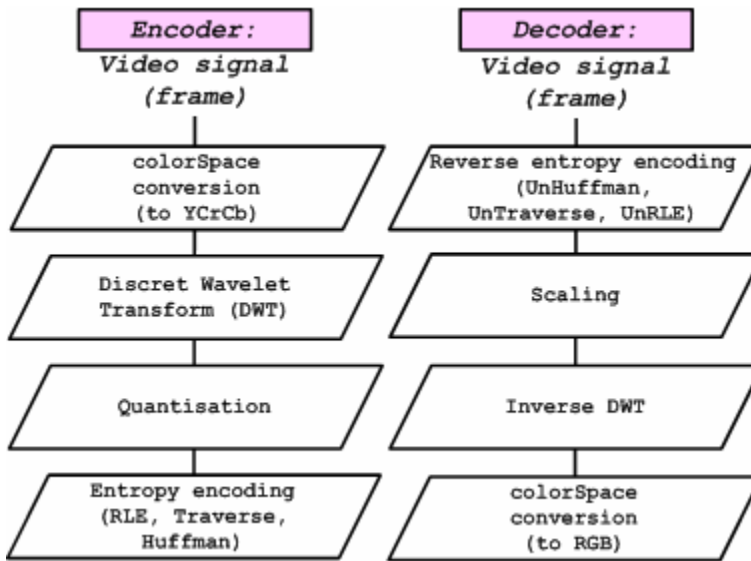 Encoder:
Video signal
(frame)
colorSpace
conversion
(to YCrCb)
Discret Wavelet
Transform (DWT)
Quantisation
Entropy encoding
(RLE, Traverse,
Huffman)
Decoder:
Video signal
(frame)
Reverse entropy encoding
(UnHuffman,
UnTraverse, UnRLE)
Scaling
Inverse DWT
colorSpace
conversion
(to RGB)